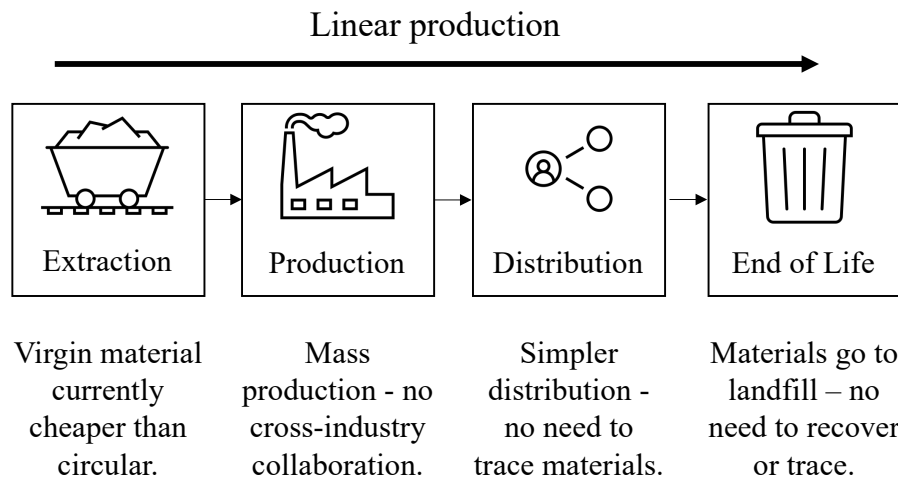 Linear production
Extraction
Production
Distribution
End of Life
Virgin material
currently
cheaper than
circular.
Mass
production - no
cross-industry
collaboration.
Simpler
distribution -
no need to
trace materials.
Materials go to
landfill – no
need to recover
or trace.